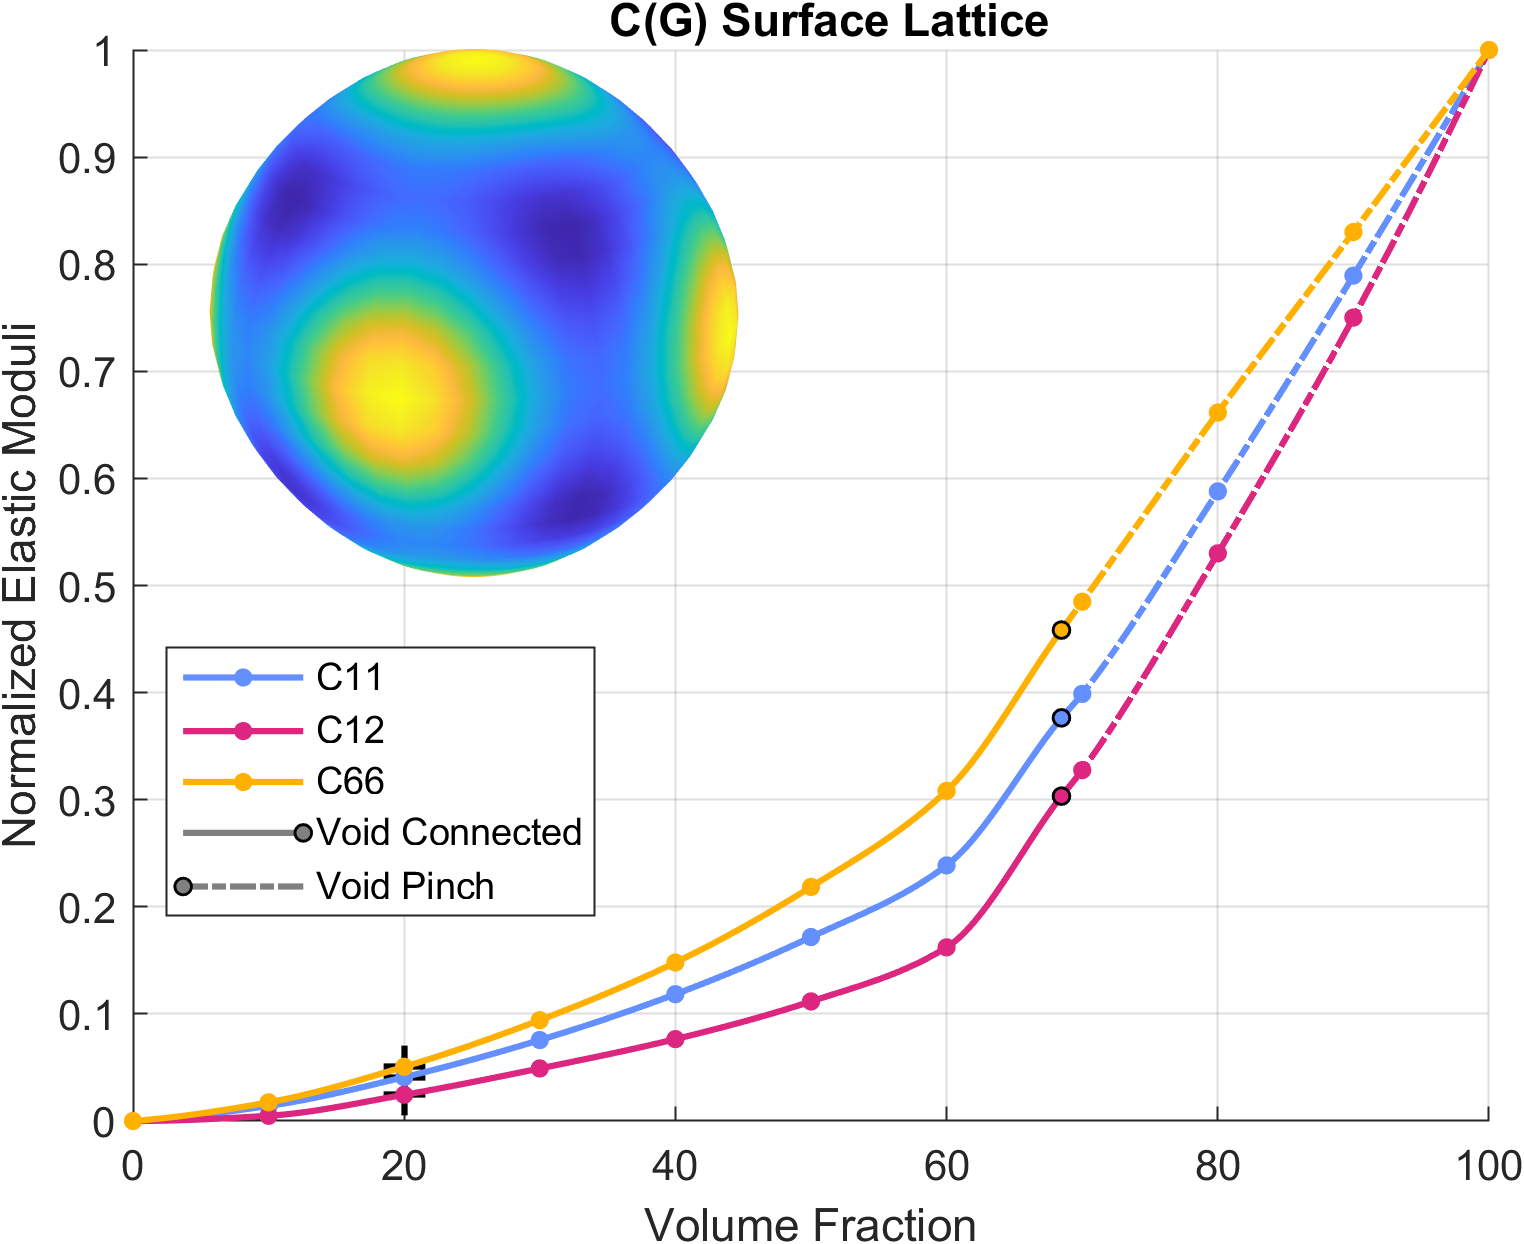 C(G) Surface Lattice
1
0.9
0.8
0.7
0.6
0.5
0.4
0.3
0.2
0.1
0
Normalized Elastic Moduli
C11
C12
C66
Void Connected
Void Pinch
0 20 40 60 80 100
Volume Fraction